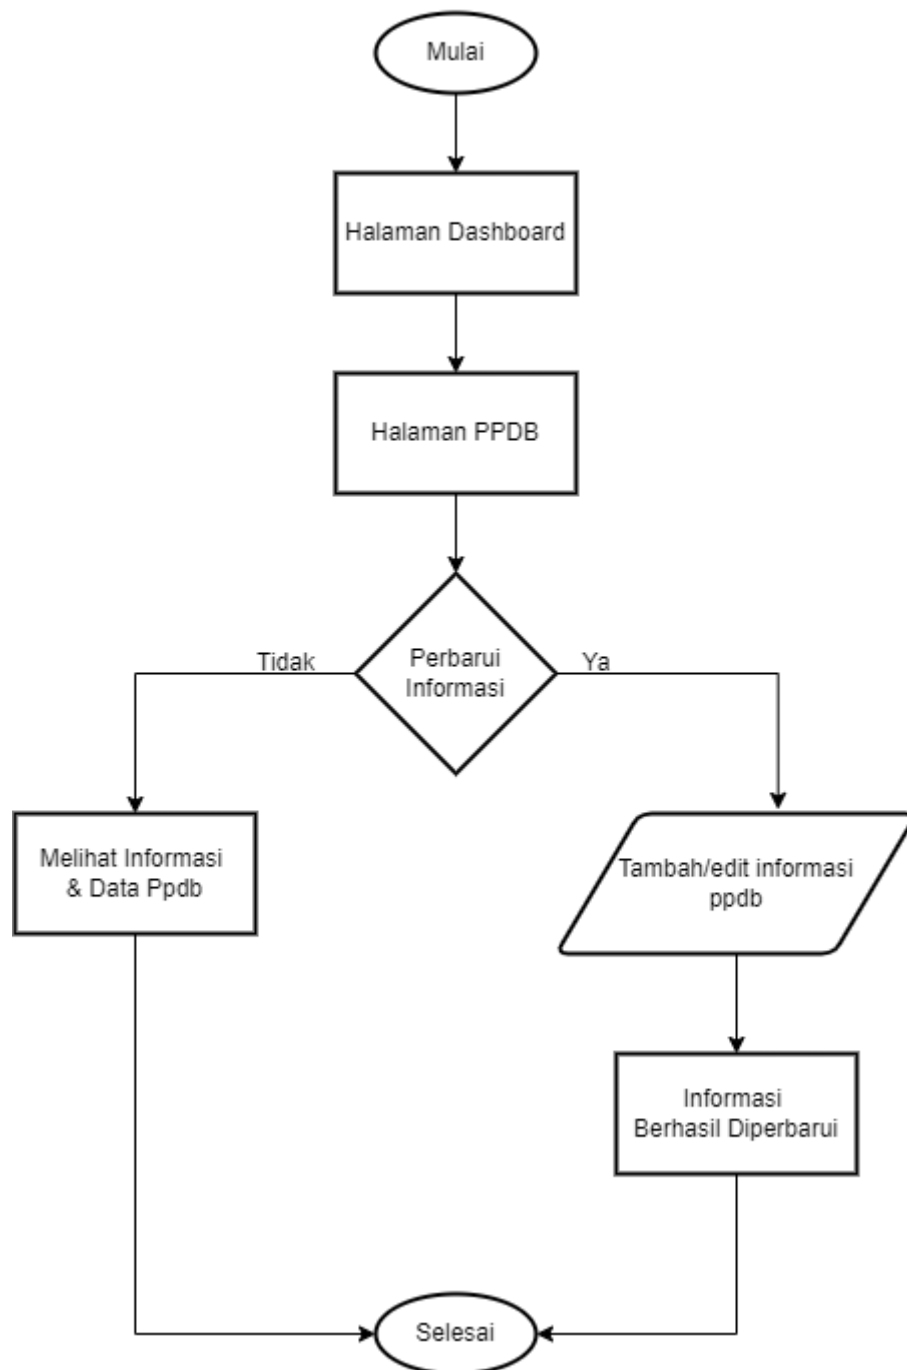 Mulai
Halaman Dashboard
Halaman PPDB
Perbarui
Informasi
Tidak
Ya
Melihat Informasi
& Data Ppdb
Tambah/edit informasi
ppdb
Informasi
Berhasil Diperbarui
Selesai